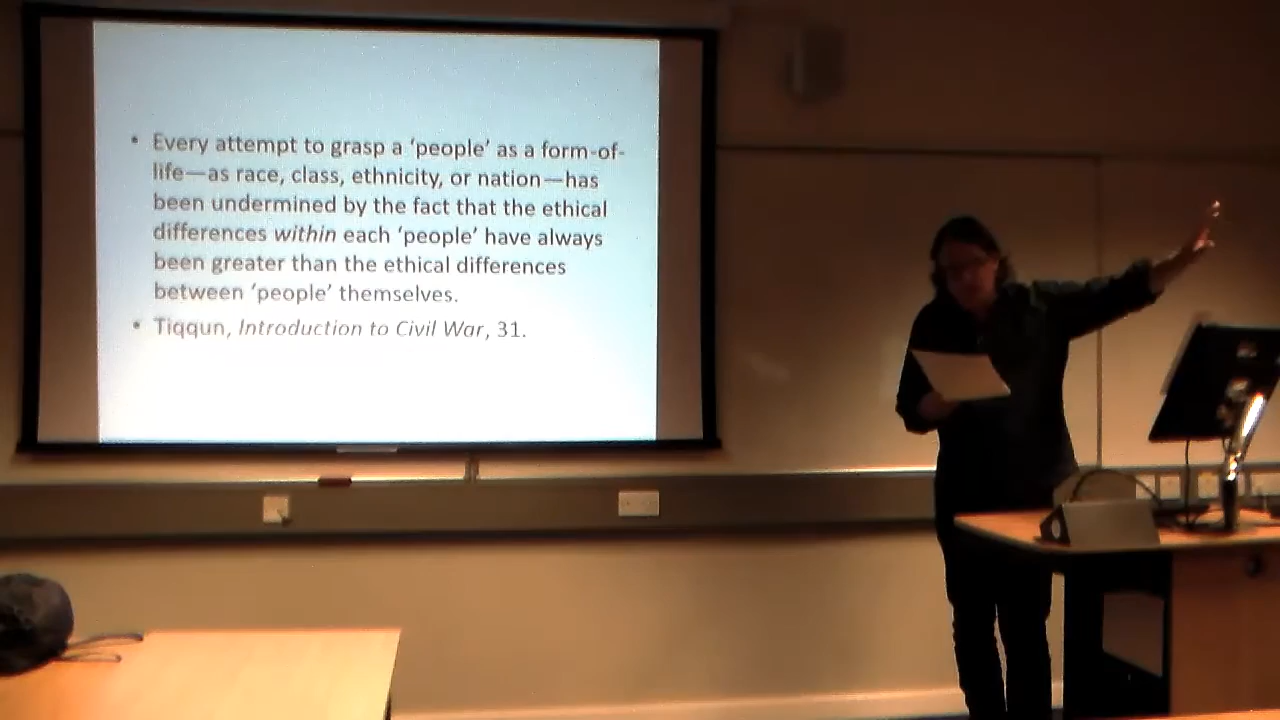 • Every attempt to grasp a ‘people’ as a form-of-
life—as race, class, ethnicity, or nation—has
been undermined by the fact that the ethical
differences within each ‘people’ have always
been greater than the ethical differences
between ‘people’ themselves.
• Tiqqun, Introduction to Civil War, 31.